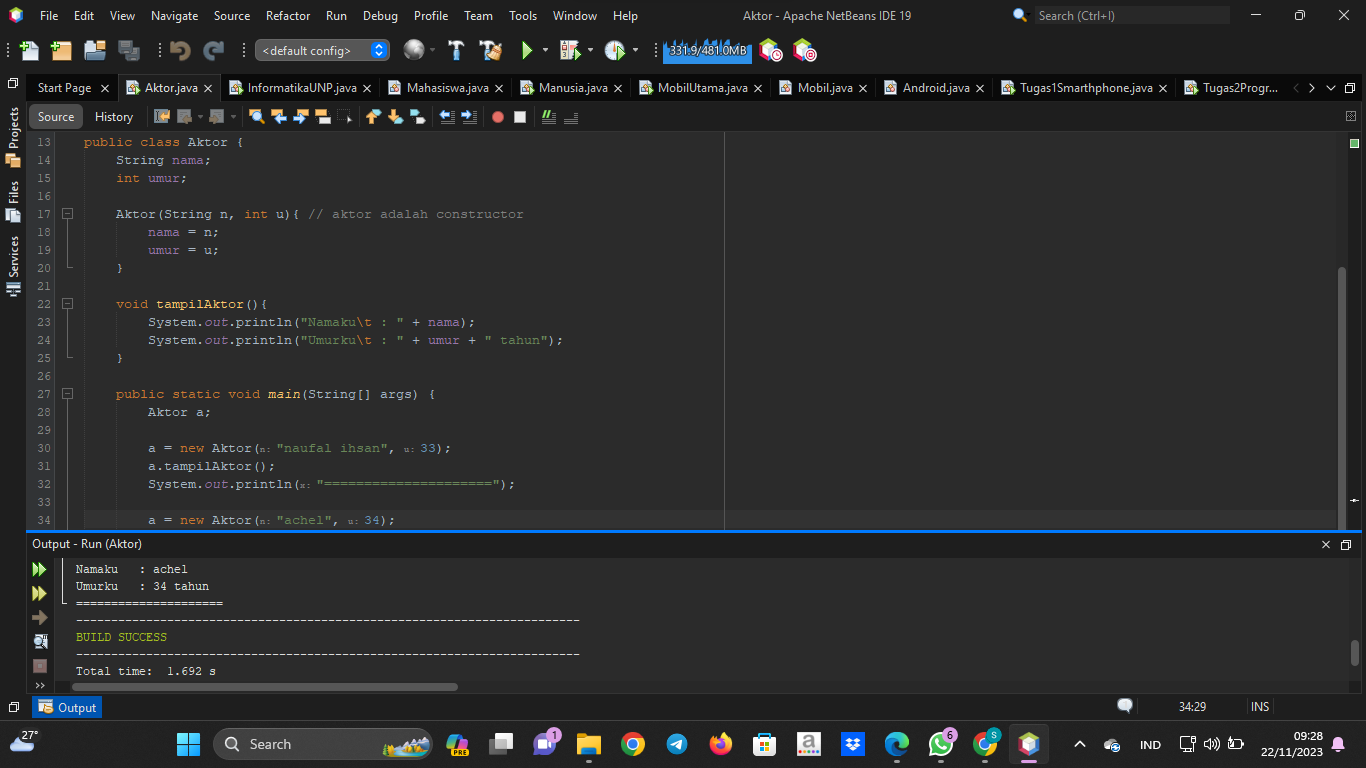 File Edit View Navigate Source Refactor Run Debug Profile Team Tools Window Help Aktor - Apache NetBeans IDE 19 Search (Ctrl+I)
<default config> 331.9/481.0MB
Start Page Aktor.java InformatikaUNP.java Mahasiswa.java Manusia.java MobilUtama.java Mobil.java Android.java Tugas1Smarthphone.java Tugas2Progr...
Source History
Projects
Files
Services
13 public class Aktor {
14 String nama;
15 int umur;
16
17 Aktor(String n, int u){ // aktor adalah constructor
18 nama = n;
19 umur = u;
20 }
21
22 void tampilAktor(){
23 System.out.println("Namaku\t : " + nama);
24 System.out.println("Umurku\t : " + umur + " tahun");
25 }
26
27 public static void main(String[] args) {
28 Aktor a;
29
30 a = new Aktor(n: "naufal ihsan", u: 33);
31 a.tampilAktor();
32 System.out.println(x: "=====================");
33
34 a = new Aktor(n: "achel", u: 34);
Output - Run (Aktor)
Namaku : achel
Umurku : 34 tahun
=====================
------------------------------------------------------------------------
BUILD SUCCESS
------------------------------------------------------------------------
Total time: 1.692 s
Output 34:29 INS
27° Search PRE 1 a 6 S IND 09:28
22/11/2023